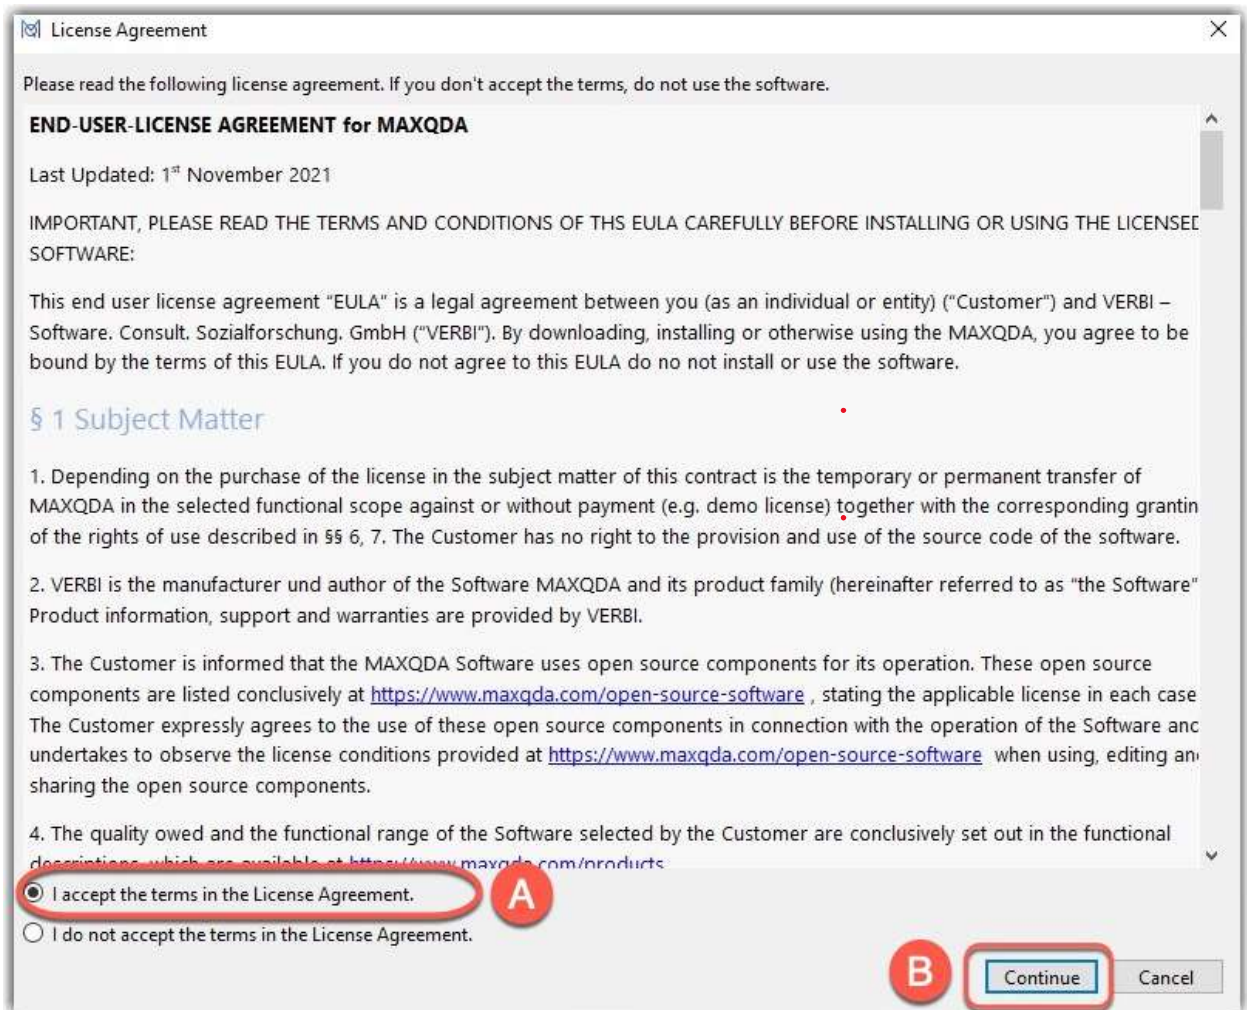 License Agreement
Please read the following license agreement. If you don't accept the terms, do not use the software.
END-USER-LICENSE AGREEMENT for MAXQDA
Last Updated: 1st November 2021
IMPORTANT, PLEASE READ THE TERMS AND CONDITIONS OF THS EULA CAREFULLY BEFORE INSTALLING OR USING THE LICENSED
SOFTWARE:
This end user license agreement “EULA” is a legal agreement between you (as an individual or entity) (“Customer”) and VERBI –
Software. Consult. Sozialforschung. GmbH (“VERBI”). By downloading, installing or otherwise using the MAXQDA, you agree to be
bound by the terms of this EULA. If you do not agree to this EULA do no not install or use the software.
§ 1 Subject Matter
1. Depending on the purchase of the license in the subject matter of this contract is the temporary or permanent transfer of
MAXQDA in the selected functional scope against or without payment (e.g. demo license) together with the corresponding grantin
of the rights of use described in §§ 6, 7. The Customer has no right to the provision and use of the source code of the software.
2. VERBI is the manufacturer und author of the Software MAXQDA and its product family (hereinafter referred to as “the Software”
Product information, support and warranties are provided by VERBI.
3. The Customer is informed that the MAXQDA Software uses open source components for its operation. These open source
components are listed conclusively at https://www.maxqda.com/open-source-software , stating the applicable license in each case
The Customer expressly agrees to the use of these open source components in connection with the operation of the Software and
undertakes to observe the license conditions provided at https://www.maxqda.com/open-source-software when using, editing and
sharing the open source components.
4. The quality owed and the functional range of the Software selected by the Customer are conclusively set out in the functional
descriptions, which are available at https://www.maxqda.com/products
I accept the terms in the License Agreement.
A
I do not accept the terms in the License Agreement.
B
Continue
Cancel